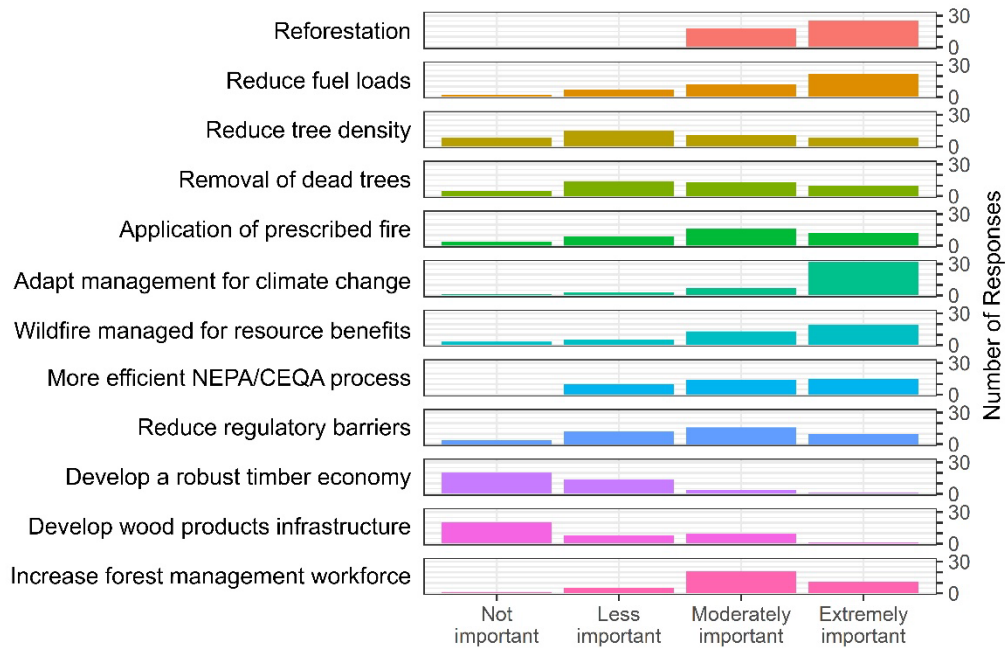 Reforestation
30
0
Reduce fuel loads
30
0
Reduce tree density
30
0
Removal of dead trees
30
0
Application of prescribed fire
30
0
Adapt management for climate change
30
0
Wildfire managed for resource benefits
30
0
More efficient NEPA/CEQA process
30
0
Reduce regulatory barriers
30
0
Develop a robust timber economy
30
0
Develop wood products infrastructure
30
0
Increase forest management workforce
30
0
Number of Responses
Not
important
Less
important
Moderately
important
Extremely
important